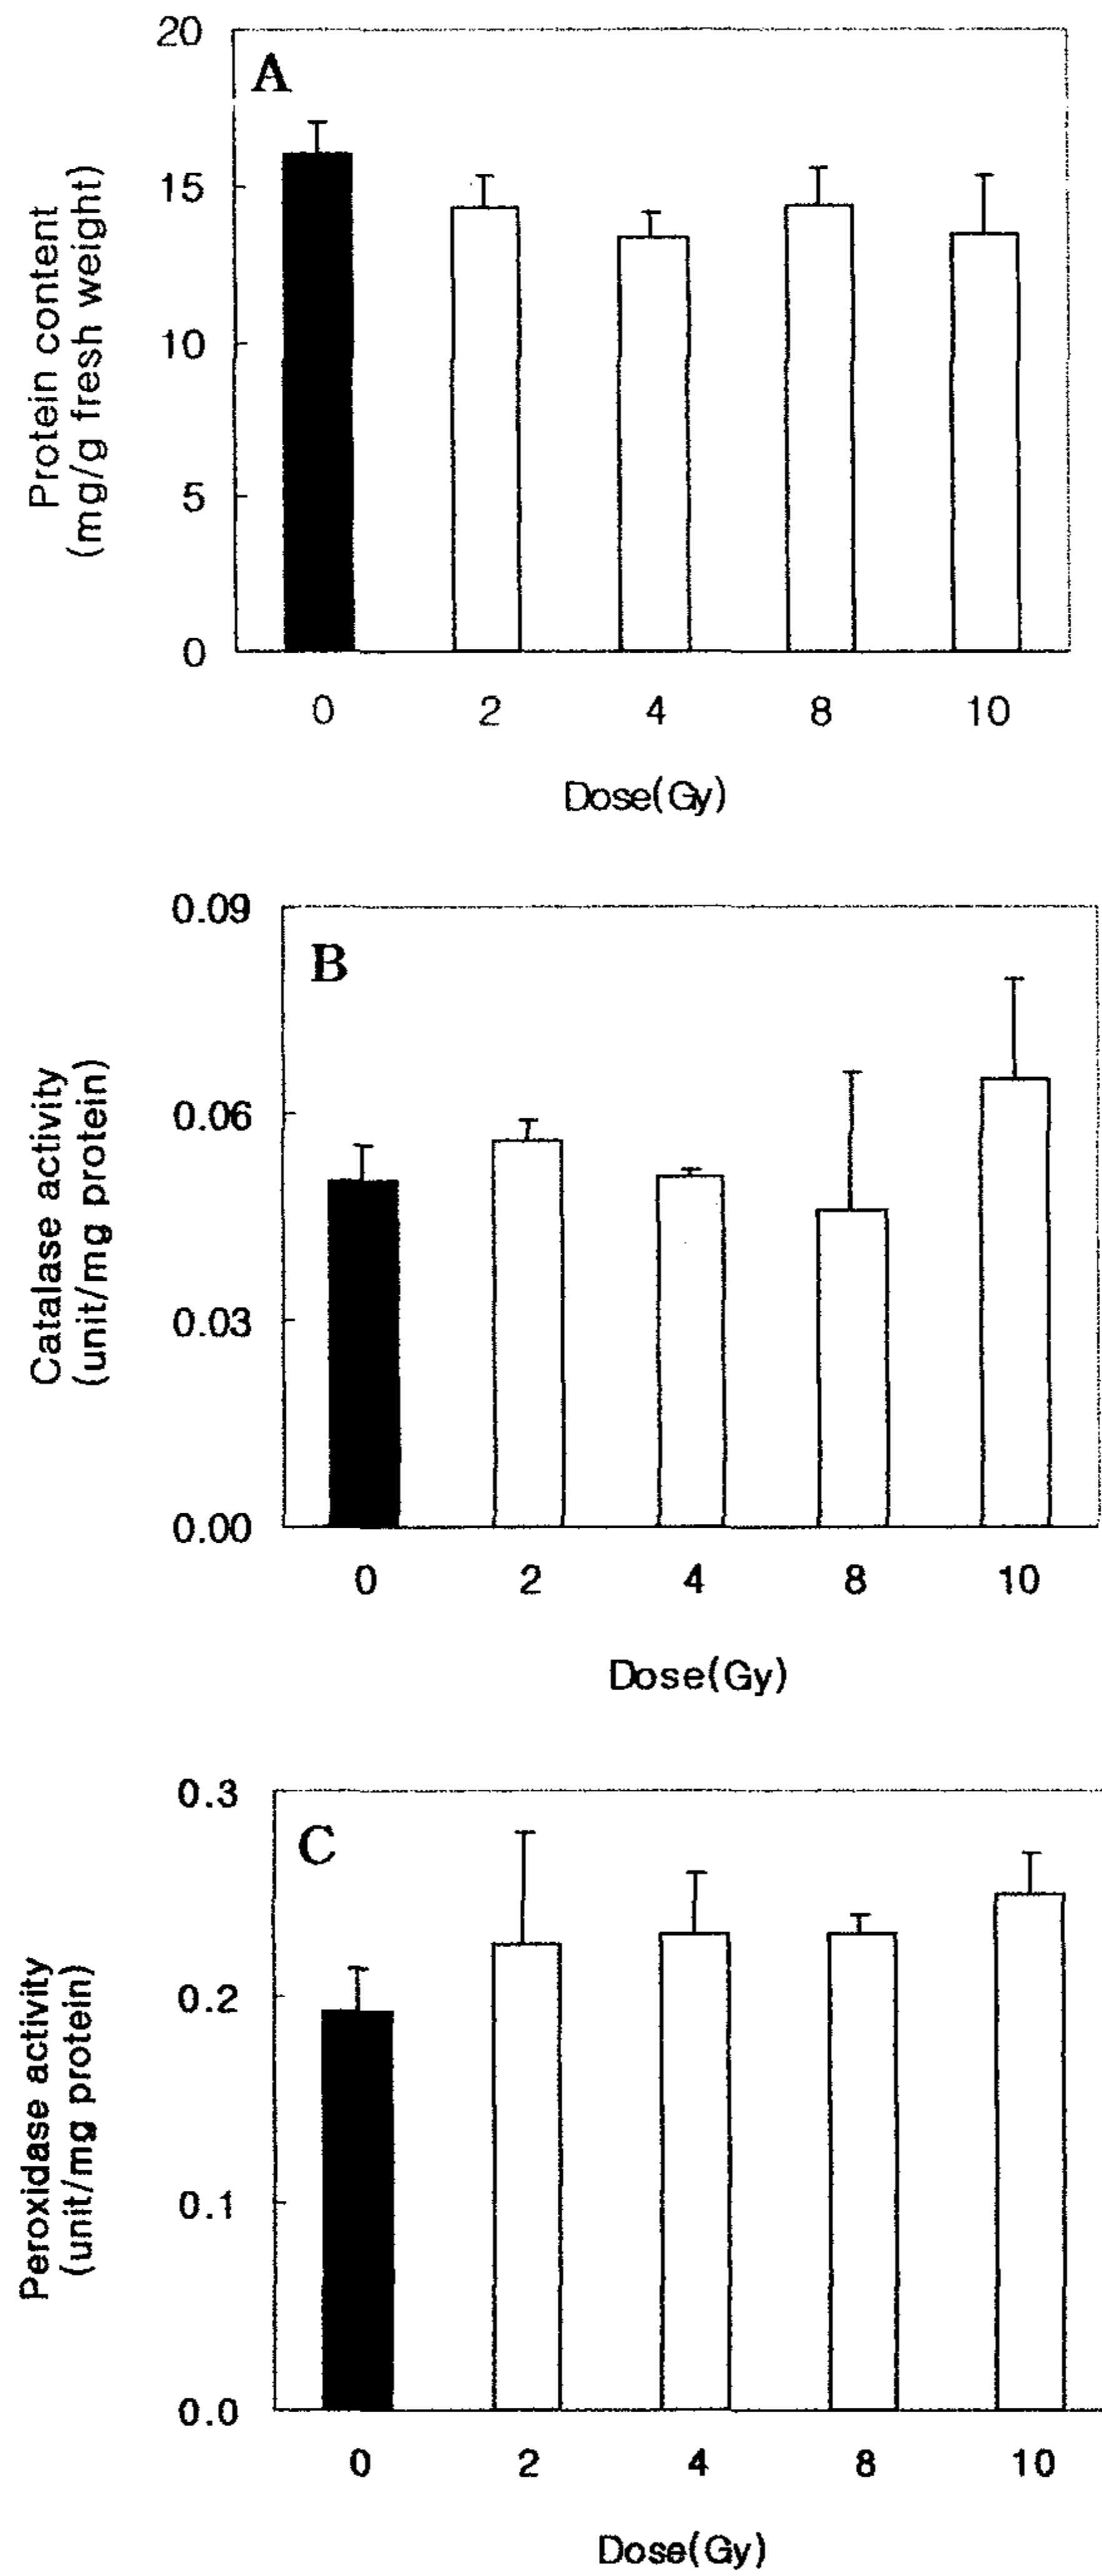 20
A
15
10
5
0
Protein content
(mg/g fresh weight)
0 2 4 8 10
Dose(Gy)
0.09
B
0.06
0.03
0.00
Catalase activity
(unit/mg protein)
0 2 4 8 10
Dose(Gy)
0.3
C
0.2
0.1
0.0
Peroxidase activity
(unit/mg protein)
0 2 4 8 10
Dose(Gy)